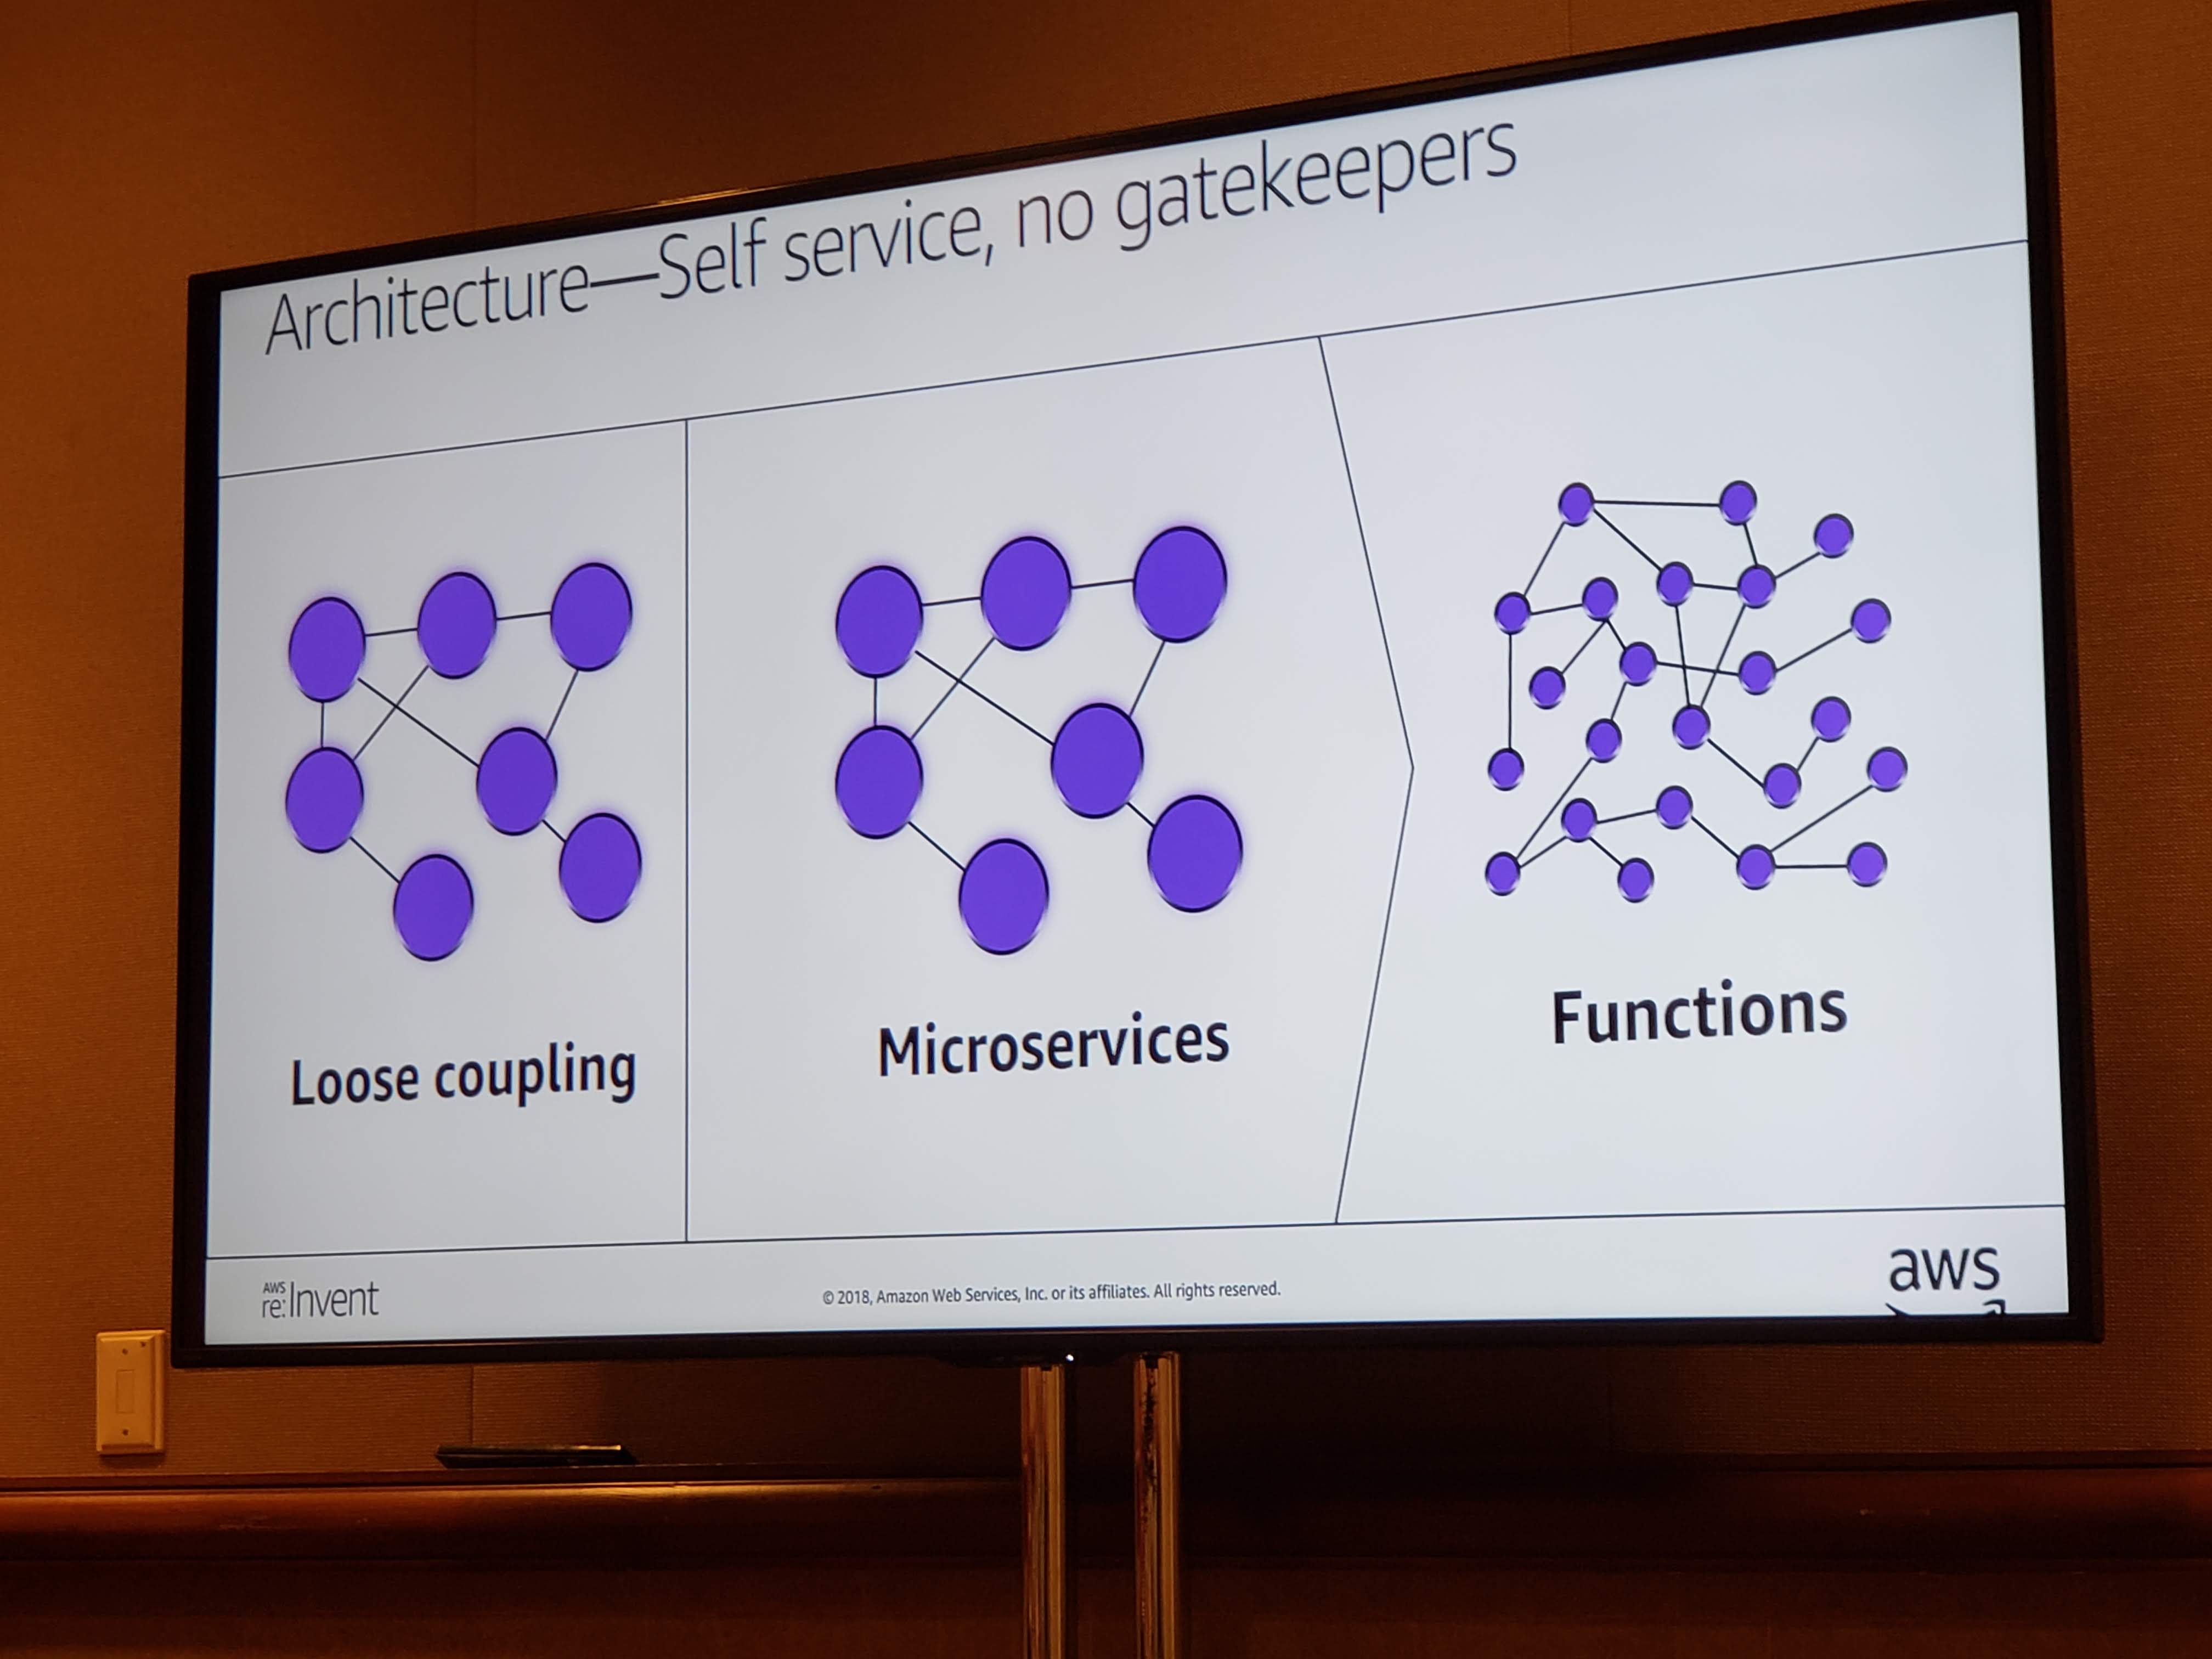 Architecture—Self service, no gatekeepers
Loose coupling
Microservices
Functions
AWS
re:Invent
© 2018, Amazon Web Services, Inc. or its affiliates. All rights reserved.
aws